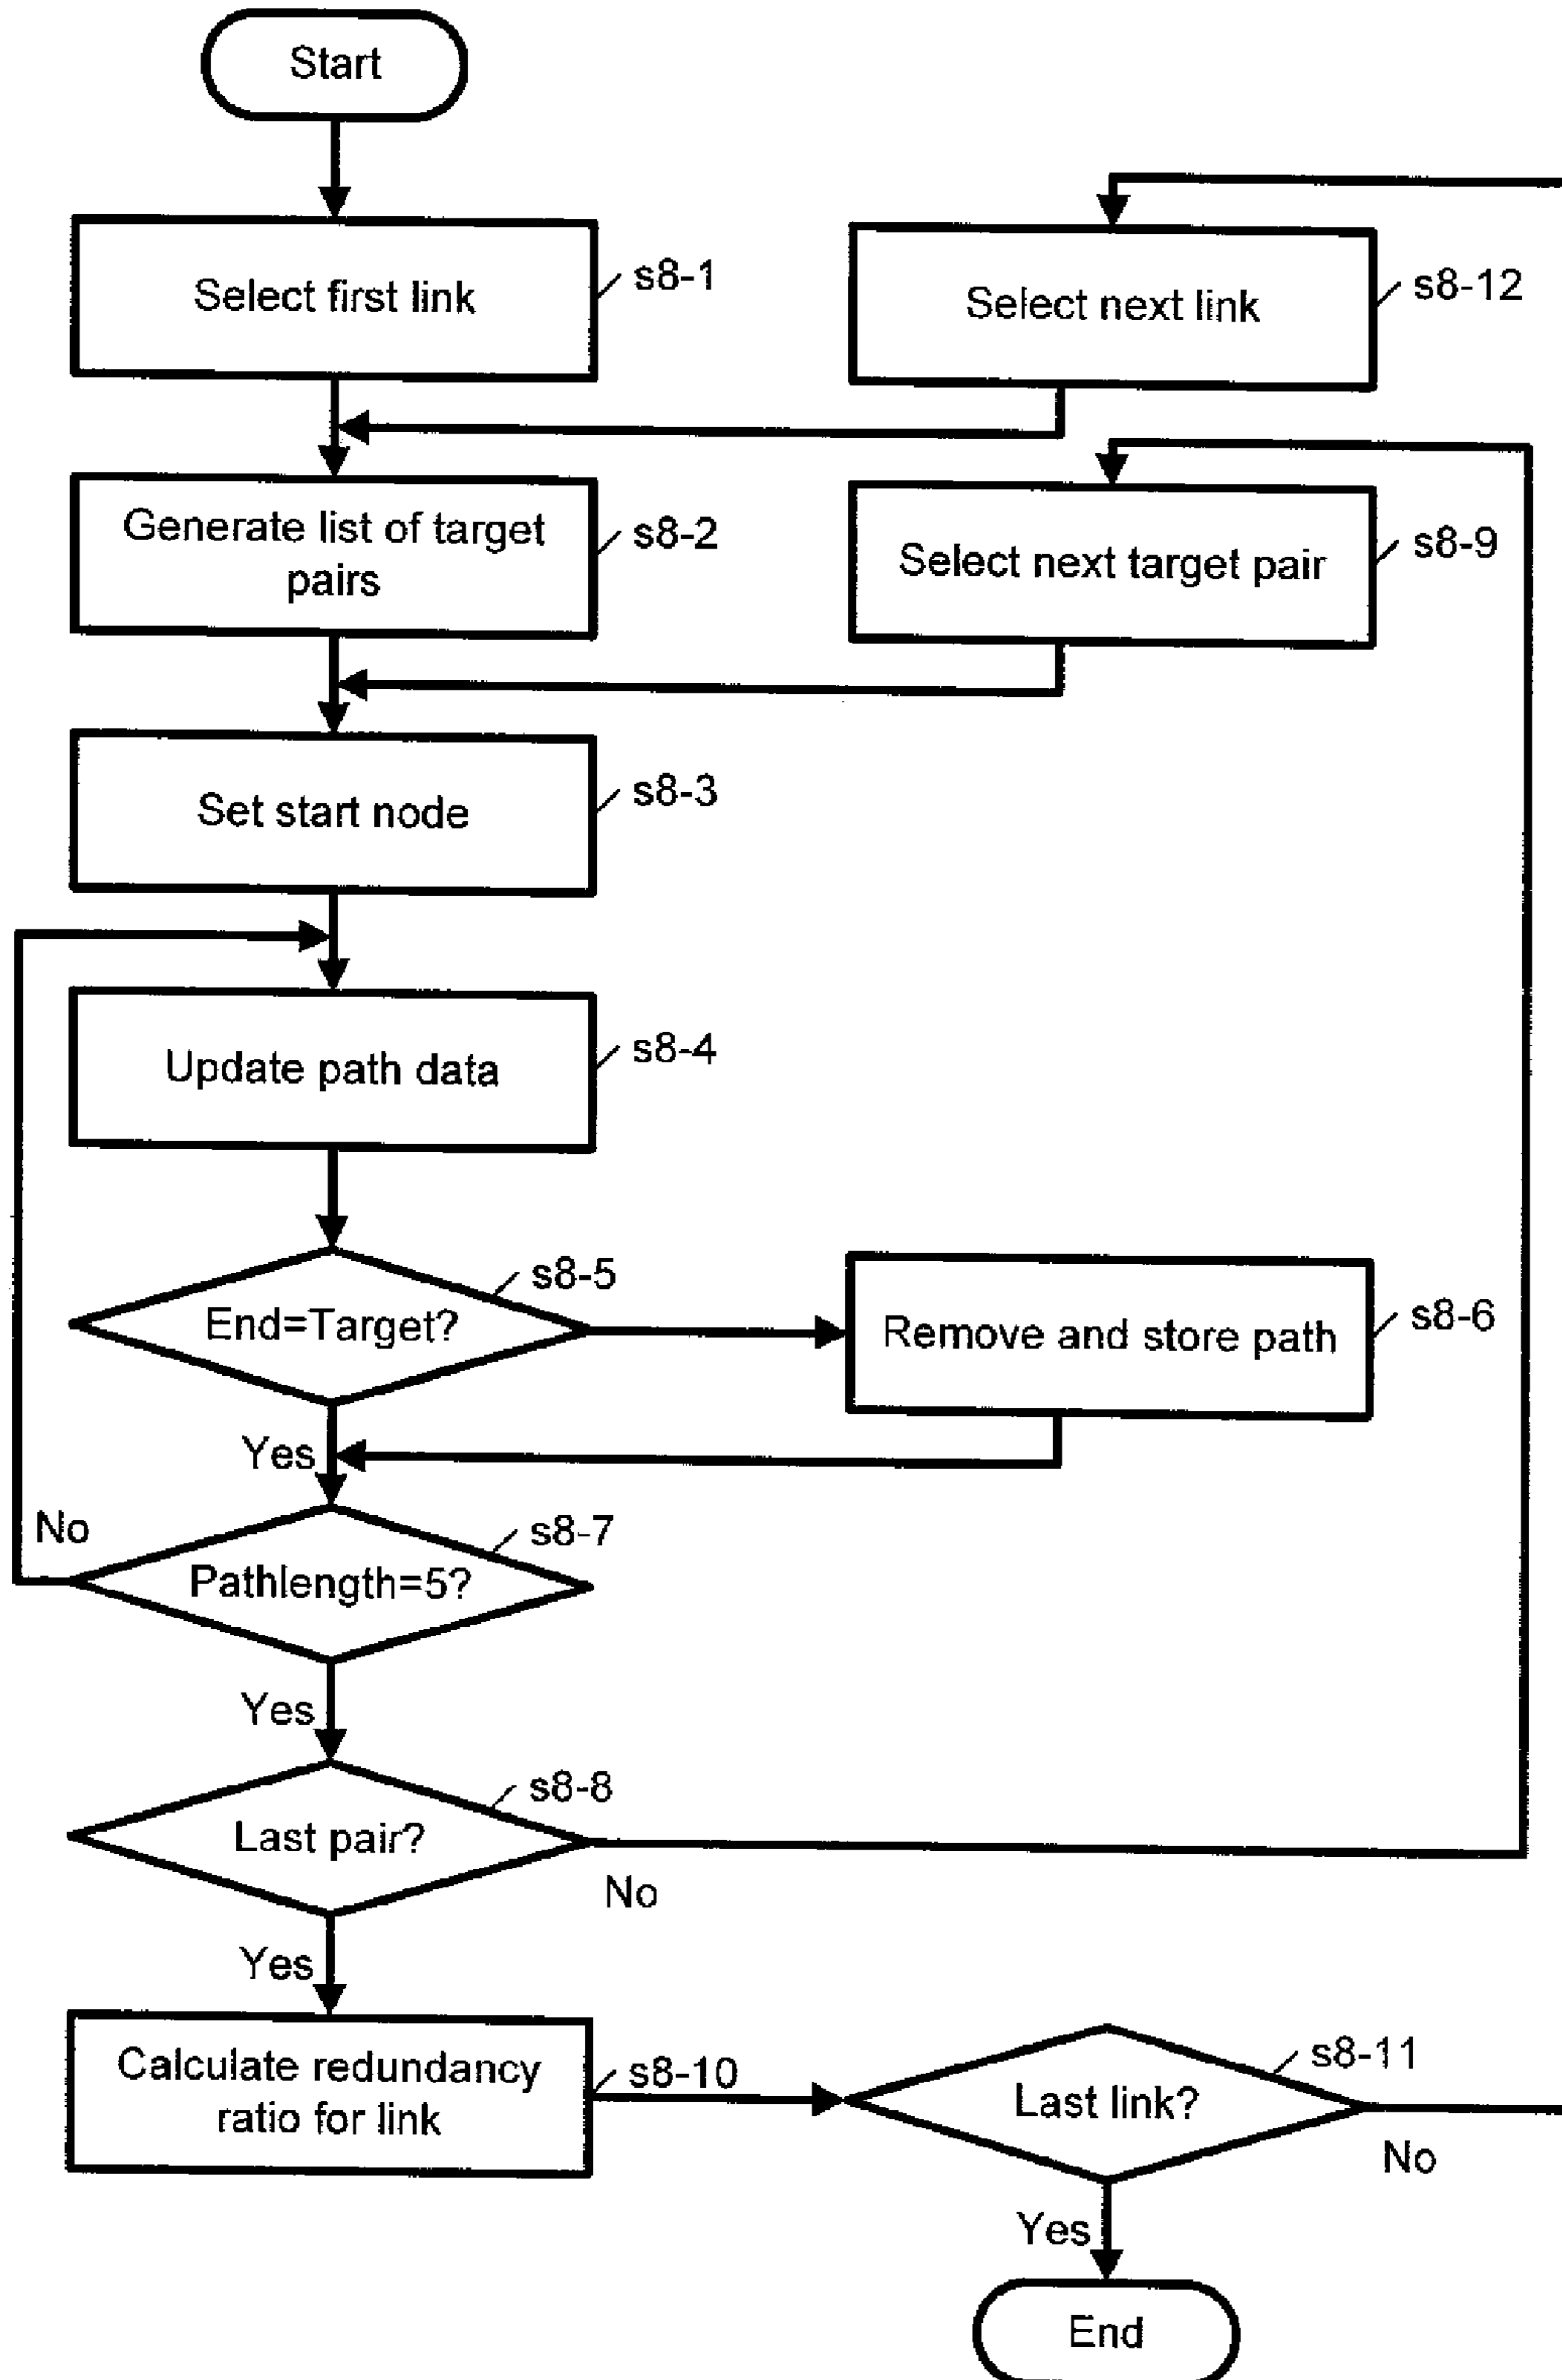 Start
Select first link
s8-1
Select next link
s8-12
Generate list of target
pairs
s8-2
Select next target pair
s8-9
Set start node
s8-3
Update path data
s8-4
End=Target?
s8-5
Remove and store path
s8-6
Yes
No
Pathlength=5?
s8-7
Yes
Last pair?
s8-8
No
Yes
Calculate redundancy
ratio for link
s8-10
Last link?
s8-11
No
Yes
End